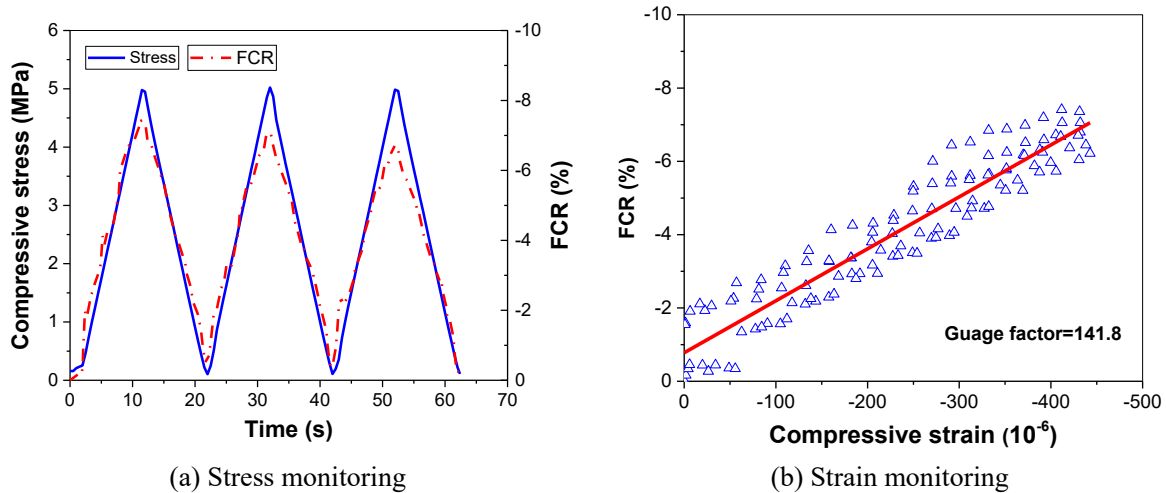 6
5
4
3
2
1
0
Compressive stress (MPa)
Stress
FCR
-10
-8
-6
-4
-2
0
FCR (%)
0 10 20 30 40 50 60 70
Time (s)
(a) Stress monitoring
-10
-8
-6
-4
-2
0
FCR (%)
Guage factor=141.8
0 -100 -200 -300 -400 -500
Compressive strain (10-6)
(b) Strain monitoring